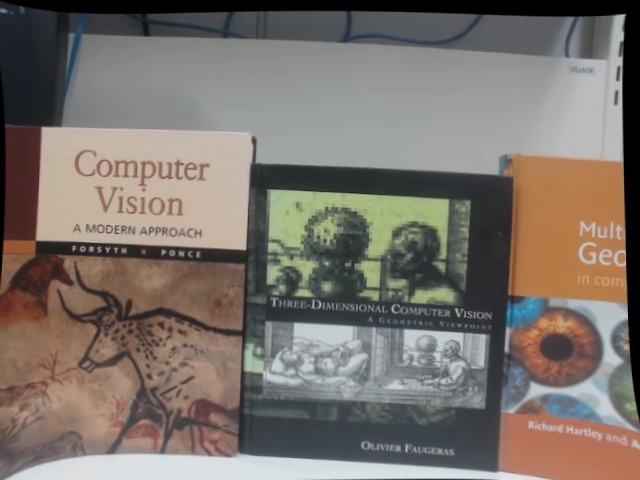 VILLAGE
Computer
Vision
A MODERN APPROACH
FORSYTH ▪ PONCE
THREE-DIMENSIONAL COMPUTER VISION
A GEOMETRIC VIEWPOINT
OLIVIER FAUGERAS
Mult
Geo
in com
Richard Hartley and A